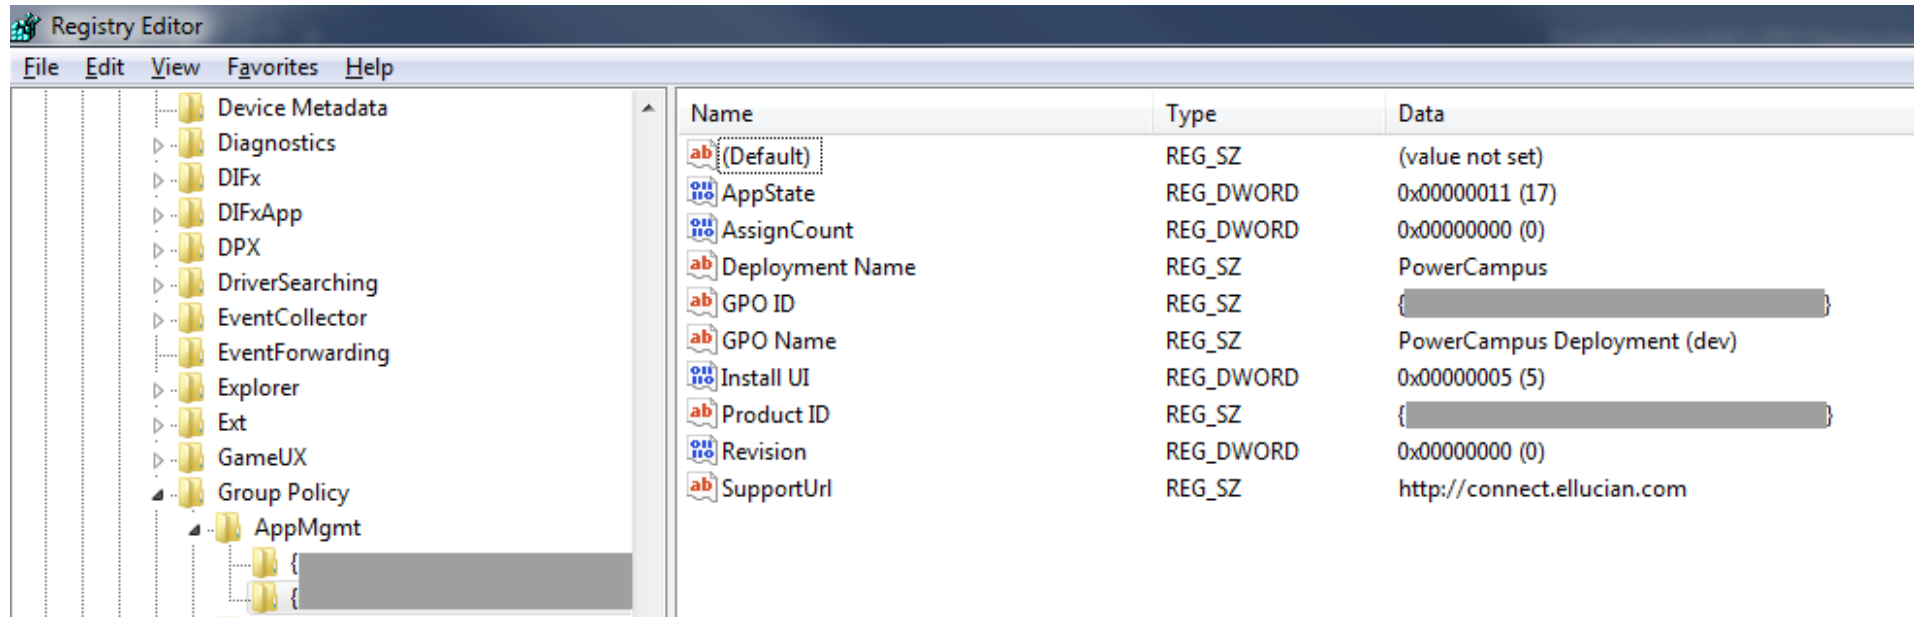 Registry Editor
File Edit View Favorites Help
Device Metadata
Diagnostics
DIFx
DIFxApp
DPX
DriverSearching
EventCollector
EventForwarding
Explorer
Ext
GameUX
Group Policy
AppMgmt
{
{
Name Type Data
(Default) REG_SZ (value not set)
AppState REG_DWORD 0x00000011 (17)
AssignCount REG_DWORD 0x00000000 (0)
Deployment Name REG_SZ PowerCampus
GPO ID REG_SZ { }
GPO Name REG_SZ PowerCampus Deployment (dev)
Install UI REG_DWORD 0x00000005 (5)
Product ID REG_SZ { }
Revision REG_DWORD 0x00000000 (0)
SupportUrl REG_SZ http://connect.ellucian.com